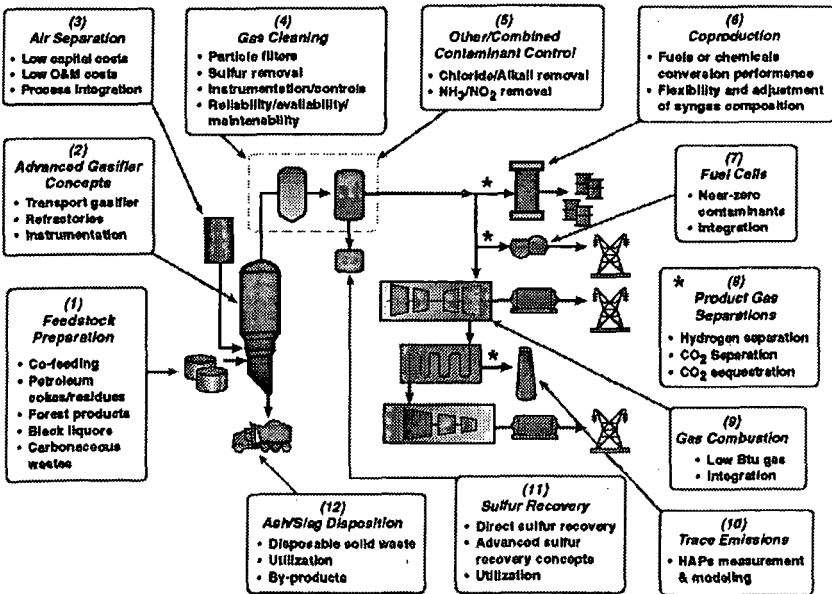 (3)
Air Separation
• Low capital costs
• Low O&M costs
• Process Integration
(4)
Gas Cleaning
• Particle filters
• Sulfur removal
• Instrumentation/controls
• Reliability/availability/
maintenability
(5)
Other/Combined
Contaminant Control
• Chloride/Alkali removal
• NH3/NO2 removal
(6)
Coproduction
• Fuels or chemicals
conversion performance
• Flexibility and adjustment
of syngas composition
(2)
Advanced Gasifier
Concepts
• Transport gasifier
• Refractories
• Instrumentation
(7)
Fuel Cells
• Near-zero
contaminants
• Integration
(1)
Feedstock
Preparation
• Co-feeding
• Petroleum
cokes/residues
• Forest products
• Black liquors
• Carbonaceous
wastes
*
*
*
* (8)
Product Gas
Separations
• Hydrogen separation
• CO2 Separation
• CO2 sequestration
(9)
Gas Combustion
• Low Btu gas
• Integration
(12)
Ash/Slag Disposition
• Disposable solid waste
• Utilization
• By-products
(11)
Sulfur Recovery
• Direct sulfur recovery
• Advanced sulfur
recovery concepts
• Utilization
(10)
Trace Emissions
• HAPs measurement
& modeling